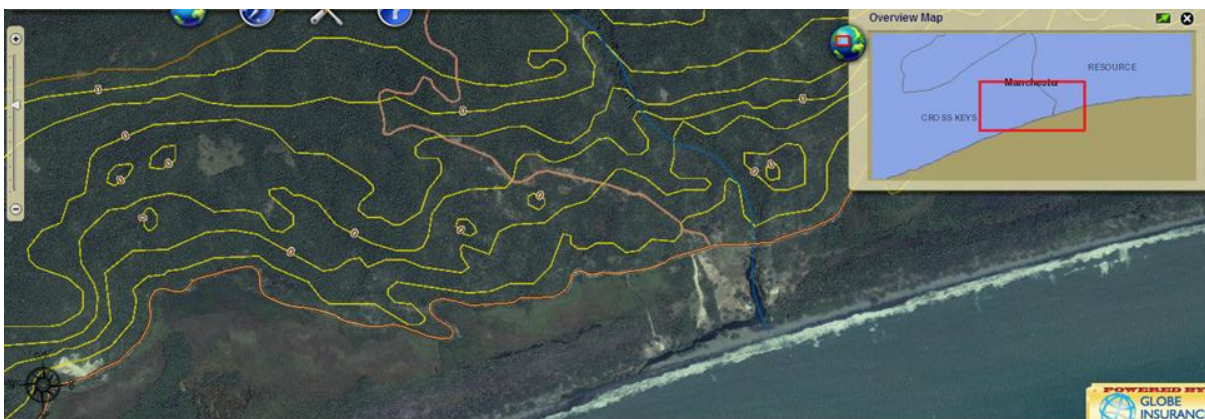 Overview Map
Manchester
RESOURCE
CROSS KEYS
POWERED BY
GLOBE
INSURANC